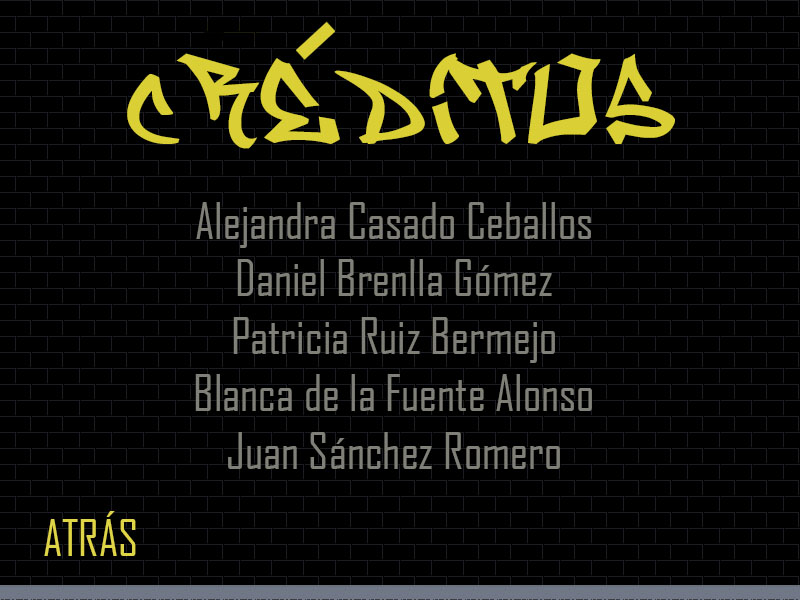 CRÉDITOS
Alejandra Casado Ceballos
Daniel Brenlla Gómez
Patricia Ruiz Bermejo
Blanca de la Fuente Alonso
Juan Sánchez Romero
ATRÁS